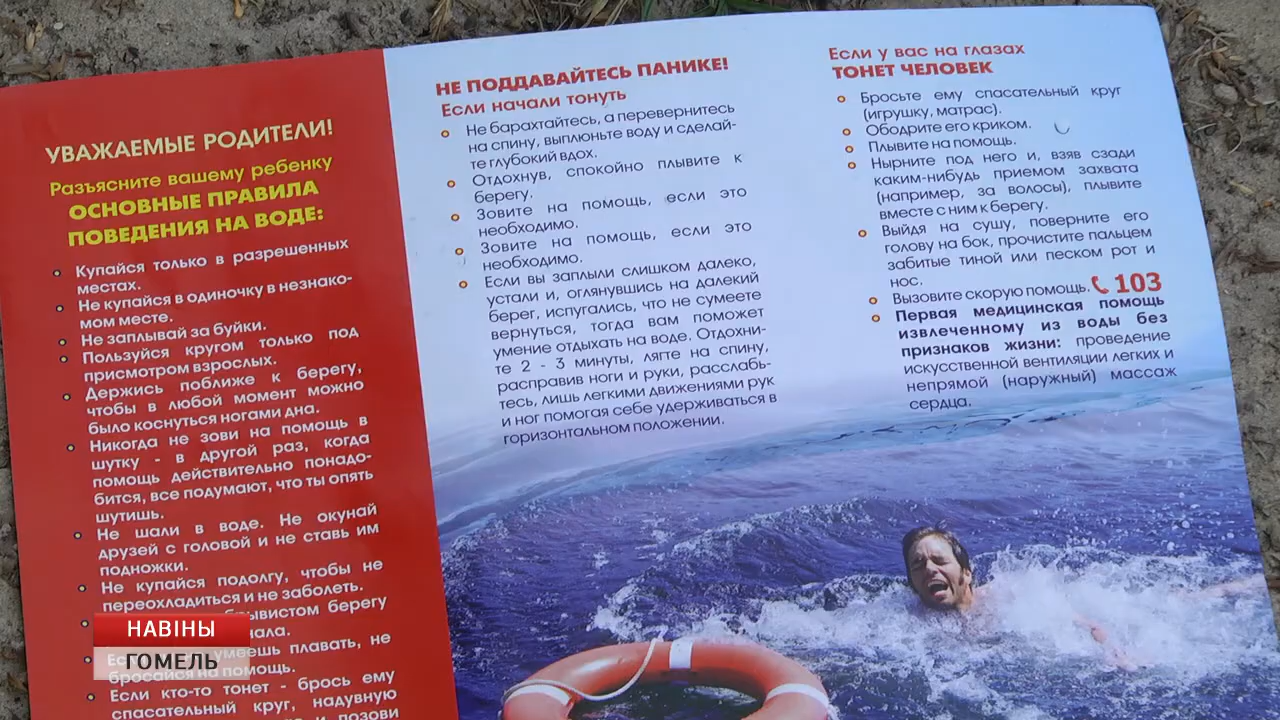 УВАЖАЕМЫЕ РОДИТЕЛИ!
Разъясните вашему ребенку
ОСНОВНЫЕ ПРАВИЛА
ПОВЕДЕНИЯ НА ВОДЕ:
Купайся только в разрешенных
местах.
Не купайся в одиночку в незнако-
мом месте.
Не заплывай за буйки.
Пользуйся кругом только под
присмотром взрослых.
Держись поближе к берегу,
чтобы в любой момент можно
было коснуться ногами дна.
Никогда не зови на помощь в
шутку - в другой раз, когда
помощь действительно понадо-
бится, все подумают, что ты опять
шутишь.
Не шали в воде. Не окунай
друзей с головой и не ставь им
подножки.
Не купайся подолгу, чтобы не
переохладиться и не заболеть.
берегу
плавать, не
бросайся на помощь.
Если кто-то тонет - брось ему
спасательный круг, надувную
и позови
НЕ ПОДДАВАЙТЕСЬ ПАНИКЕ!
Если начали тонуть
Не барахтайтесь, а перевернитесь
на спину, выплюньте воду и сделай-
те глубокий вдох.
Отдохнув, спокойно плывите к
берегу.
Зовите на помощь, если это
необходимо.
Зовите на помощь, если это
необходимо.
Если вы заплыли слишком далеко,
устали и, оглянувшись на далекий
берег, испугались, что не сумеете
вернуться, тогда вам поможет
умение отдыхать на воде. Отдохни-
те 2 - 3 минуты, лягте на спину,
расправив ноги и руки, расслабь-
тесь, лишь легкими движениями рук
и ног помогая себе удерживаться в
горизонтальном положении.
Если у вас на глазах
ТОНЕТ ЧЕЛОВЕК
Бросьте ему спасательный круг
(игрушку, матрас).
Ободрите его криком.
Плывите на помощь.
Нырните под него и, взяв сзади
каким-нибудь приемом захвата
(например, за волосы), плывите
вместе с ним к берегу.
Выйдя на сушу, поверните его
голову на бок, прочистите пальцем
забитые тиной или песком рот и
нос.
Вызовите скорую помощь. 103
Первая медицинская помощь
извлеченному из воды без
признаков жизни: проведение
искусственной вентиляции легких и
непрямой (наружный) массаж
сердца.
НАВІНЫ
ГОМЕЛЬ